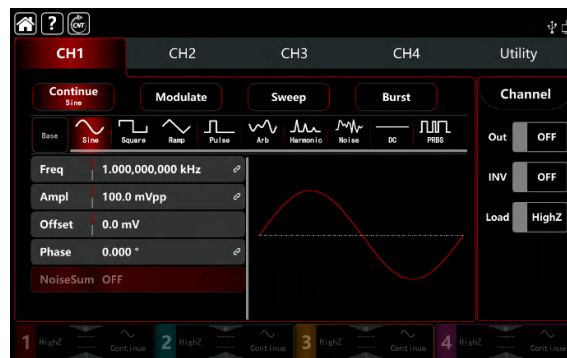 ? CNT
CH1 CH2 CH3 CH4 Utility
Continue
Sine
Modulate Sweep Burst Channel
Base Sine Square Ramp Pulse Arb Harmonic Noise DC PRBS
Out OFF
Freq 1.000,000,000 kHz
INV OFF
Ampl 100.0 mVpp
Offset 0.0 mV
Load HighZ
Phase 0.000 °
NoiseSum OFF
1 HighZ Continue 2 HighZ Continue 3 HighZ Continue 4 HighZ Continue